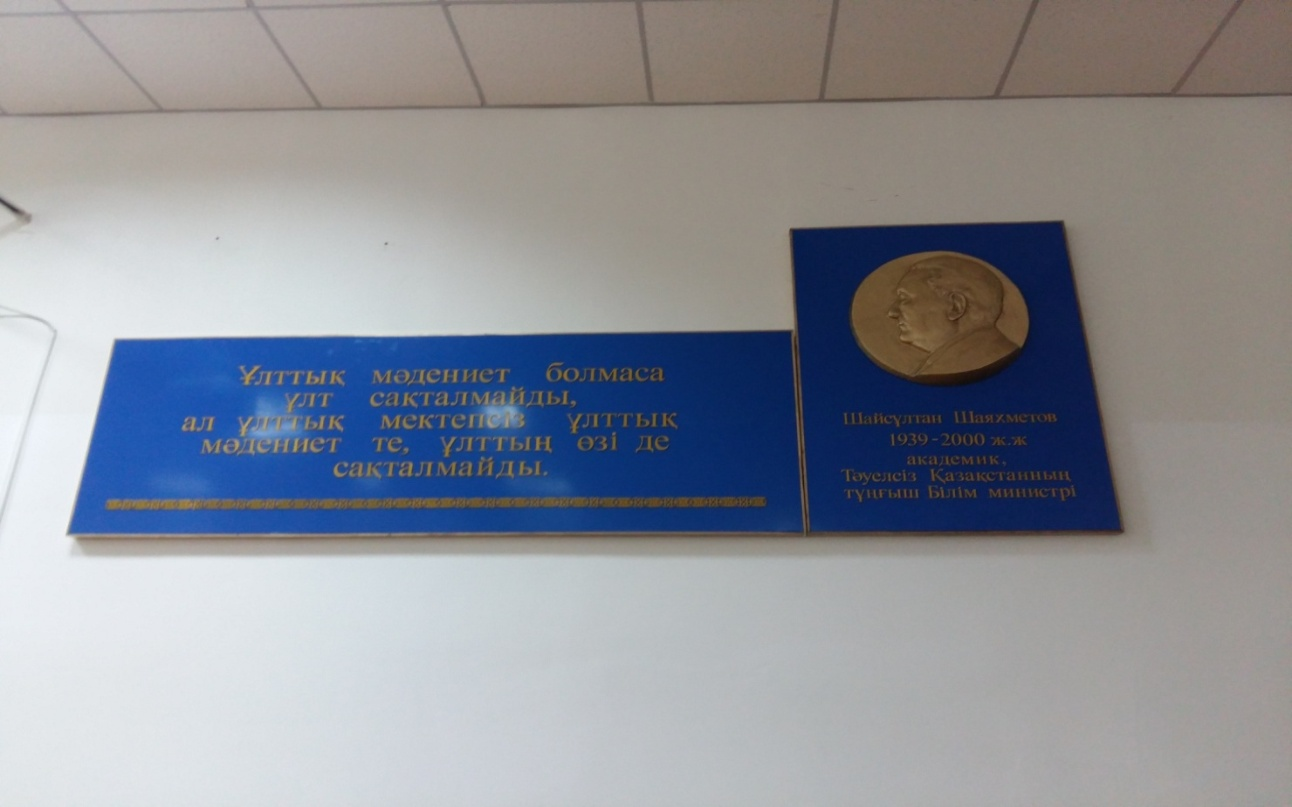 Ұлттық мәдениет болмаса
ұлт сақталмайды,
ал ұлттық мектепсіз ұлттық
мәдениет те, ұлттың өзі де
сақталмайды.
Шайсұлтан Шаяхметов
1939-2000 ж.ж
академик,
Тәуелсіз Қазақстанның
тұңғыш Білім министрі